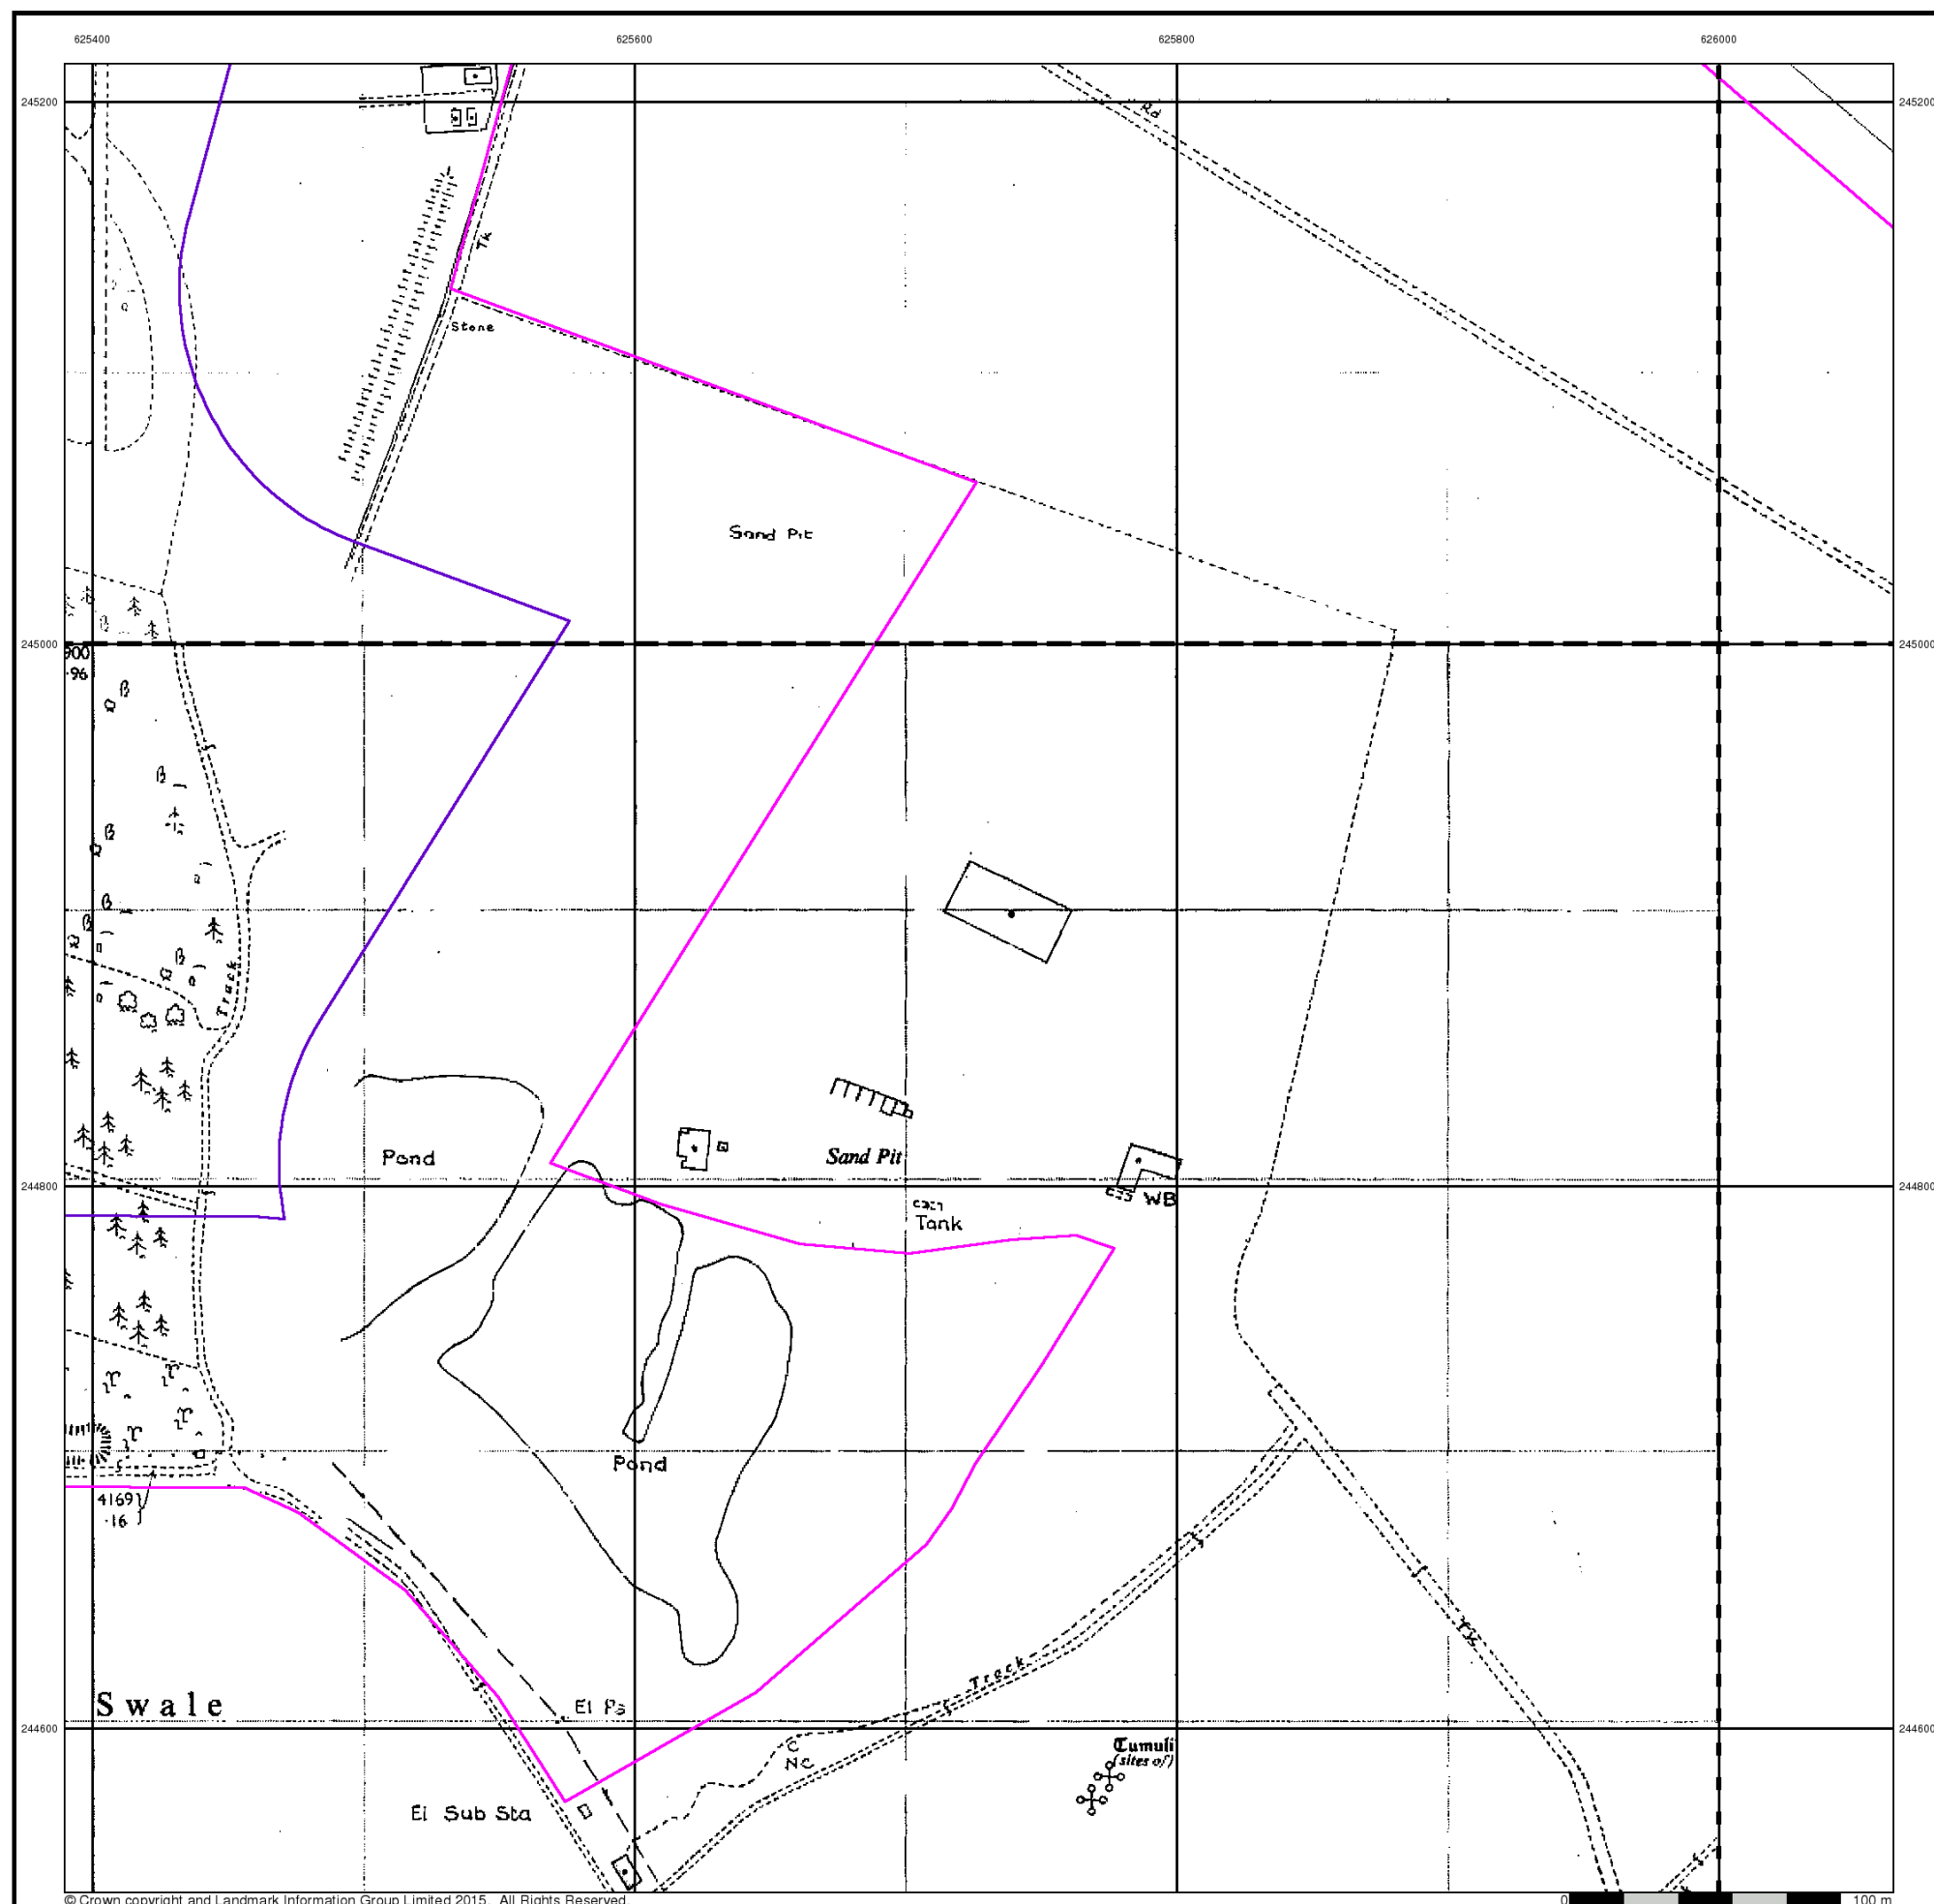 625400 625600 625800 626000
245200 245200
Rd
Tk
Stone
Sand Pit
245000 245000
900
·96
Track
Pond
Sand Pit
244800 244800
WB
Tank
Pond
4169
·16
Track
Tk
Swale
El Ps
244600 244600
C
NC
Tumuli
(sites of)
El Sub Sta
© Crown copyright and Landmark Information Group Limited 2015. All Rights Reserved.
0 100 m